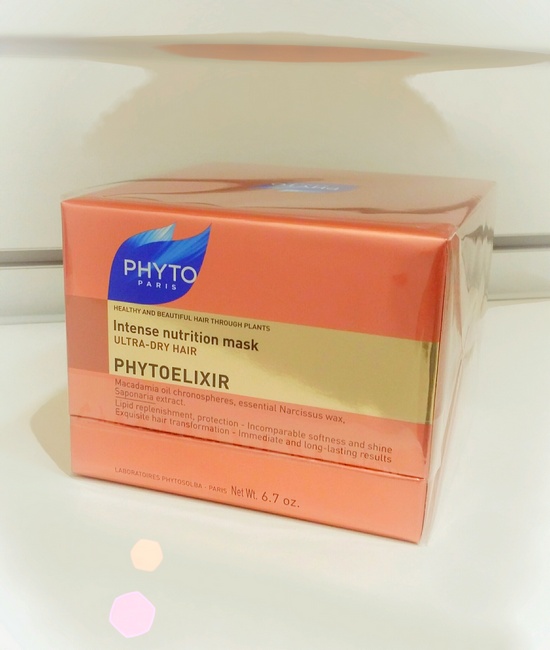 PHYTO
PARIS
HEALTHY AND BEAUTIFUL HAIR THROUGH PLANTS
Intense nutrition mask
ULTRA-DRY HAIR
PHYTOELIXIR
Macadamia oil chronospheres, essential Narcissus wax,
Saponaria extract.
Lipid replenishment, protection - Incomparable softness and shine
Exquisite hair transformation - Immediate and long-lasting results
LABORATOIRES PHYTOSOLBA - PARIS Net Wt. 6.7 oz.